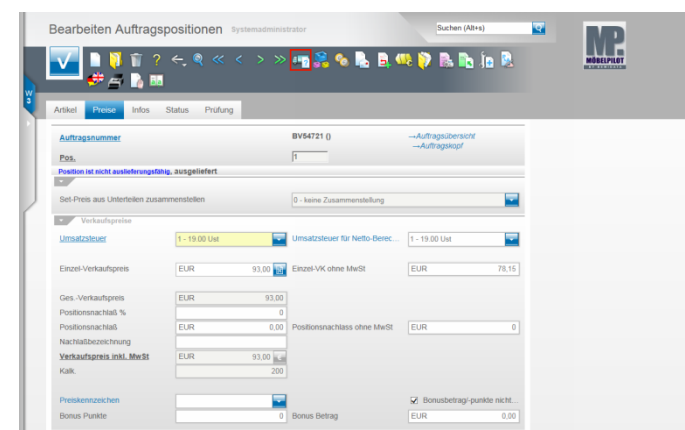 Bearbeiten Auftragspositionen Systemadministrator Suchen (Alt+s)
MP.
MÖBELPILOT
W
3
Artikel Preise Infos Status Prüfung
Auftragsnummer BV64721 () →Auftragsübersicht
→Auftragskopf
Pos. 1
Position ist nicht auslieferungsfähig, ausgeliefert
Set-Preis aus Unterteilen zusammenstellen 0 - keine Zusammenstellung
Verkaufspreise
Umsatzsteuer 1 - 19.00 Ust Umsatzsteuer für Netto-Berec... 1 - 19.00 Ust
Einzel-Verkaufspreis EUR 93,00 Einzel-VK ohne MwSt EUR 78,15
Ges.-Verkaufspreis EUR 93,00
Positionsnachlaß % 0
Positionsnachlaß EUR 0,00 Positionsnachlass ohne MwSt EUR 0
Nachlaßbezeichnung
Verkaufspreis inkl. MwSt EUR 93,00 €
Kalk. 200
Preiskennzeichen Bonusbetrag/-punkte nicht...
Bonus Punkte 0 Bonus Betrag EUR 0,00